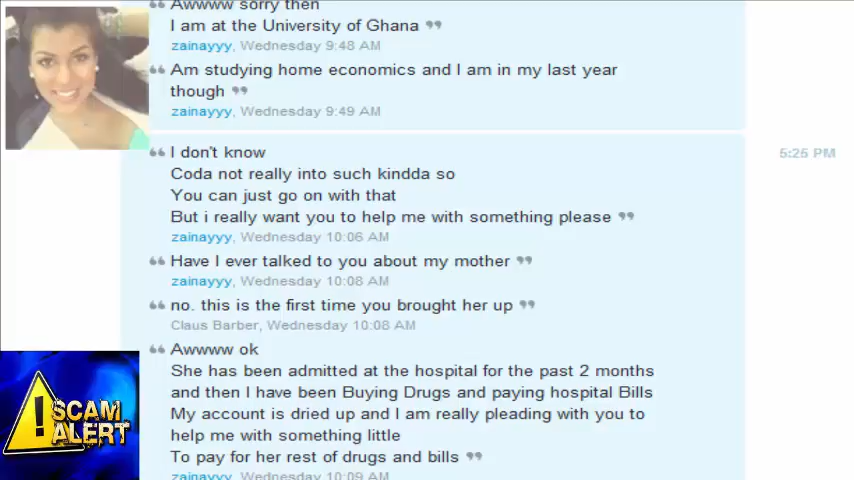 “ Awwww sorry then
I am at the University of Ghana ”
zainayyy, Wednesday 9:48 AM
“ Am studying home economics and I am in my last year
though ”
zainayyy, Wednesday 9:49 AM
“ I don't know 5:25 PM
Coda not really into such kindda so
You can just go on with that
But i really want you to help me with something please ”
zainayyy, Wednesday 10:06 AM
“ Have I ever talked to you about my mother ”
zainayyy, Wednesday 10:08 AM
“ no. this is the first time you brought her up ”
Claus Barber, Wednesday 10:08 AM
“ Awwww ok
She has been admitted at the hospital for the past 2 months
and then I have been Buying Drugs and paying hospital Bills
My account is dried up and I am really pleading with you to
help me with something little
To pay for her rest of drugs and bills ”
zainayyy, Wednesday 10:09 AM
! SCAM
ALERT